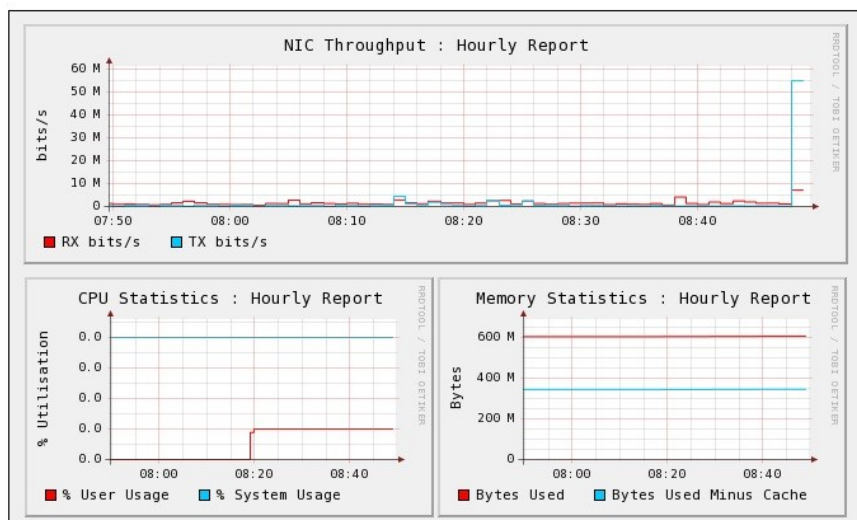 NIC Throughput : Hourly Report
RRDTOOL / TOBI OETIKER
bits/s
60 M
50 M
40 M
30 M
20 M
10 M
0
07:50 08:00 08:10 08:20 08:30 08:40
RX bits/s TX bits/s
CPU Statistics : Hourly Report
RRDTOOL / TOBI OETIKER
% Utilisation
0.0
0.0
0.0
0.0
0.0
08:00 08:20 08:40
% User Usage % System Usage
Memory Statistics : Hourly Report
RRDTOOL / TOBI OETIKER
Bytes
600 M
400 M
200 M
0
08:00 08:20 08:40
Bytes Used Bytes Used Minus Cache